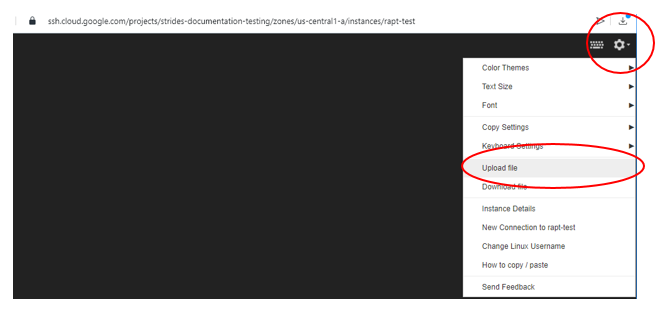 ssh.cloud.google.com/projects/strides-documentation-testing/zones/us-central1-a/instances/rapt-test
Color Themes
Text Size
Font
Copy Settings
Keyboard Settings
Upload file
Download file
Instance Details
New Connection to rapt-test
Change Linux Username
How to copy / paste
Send Feedback